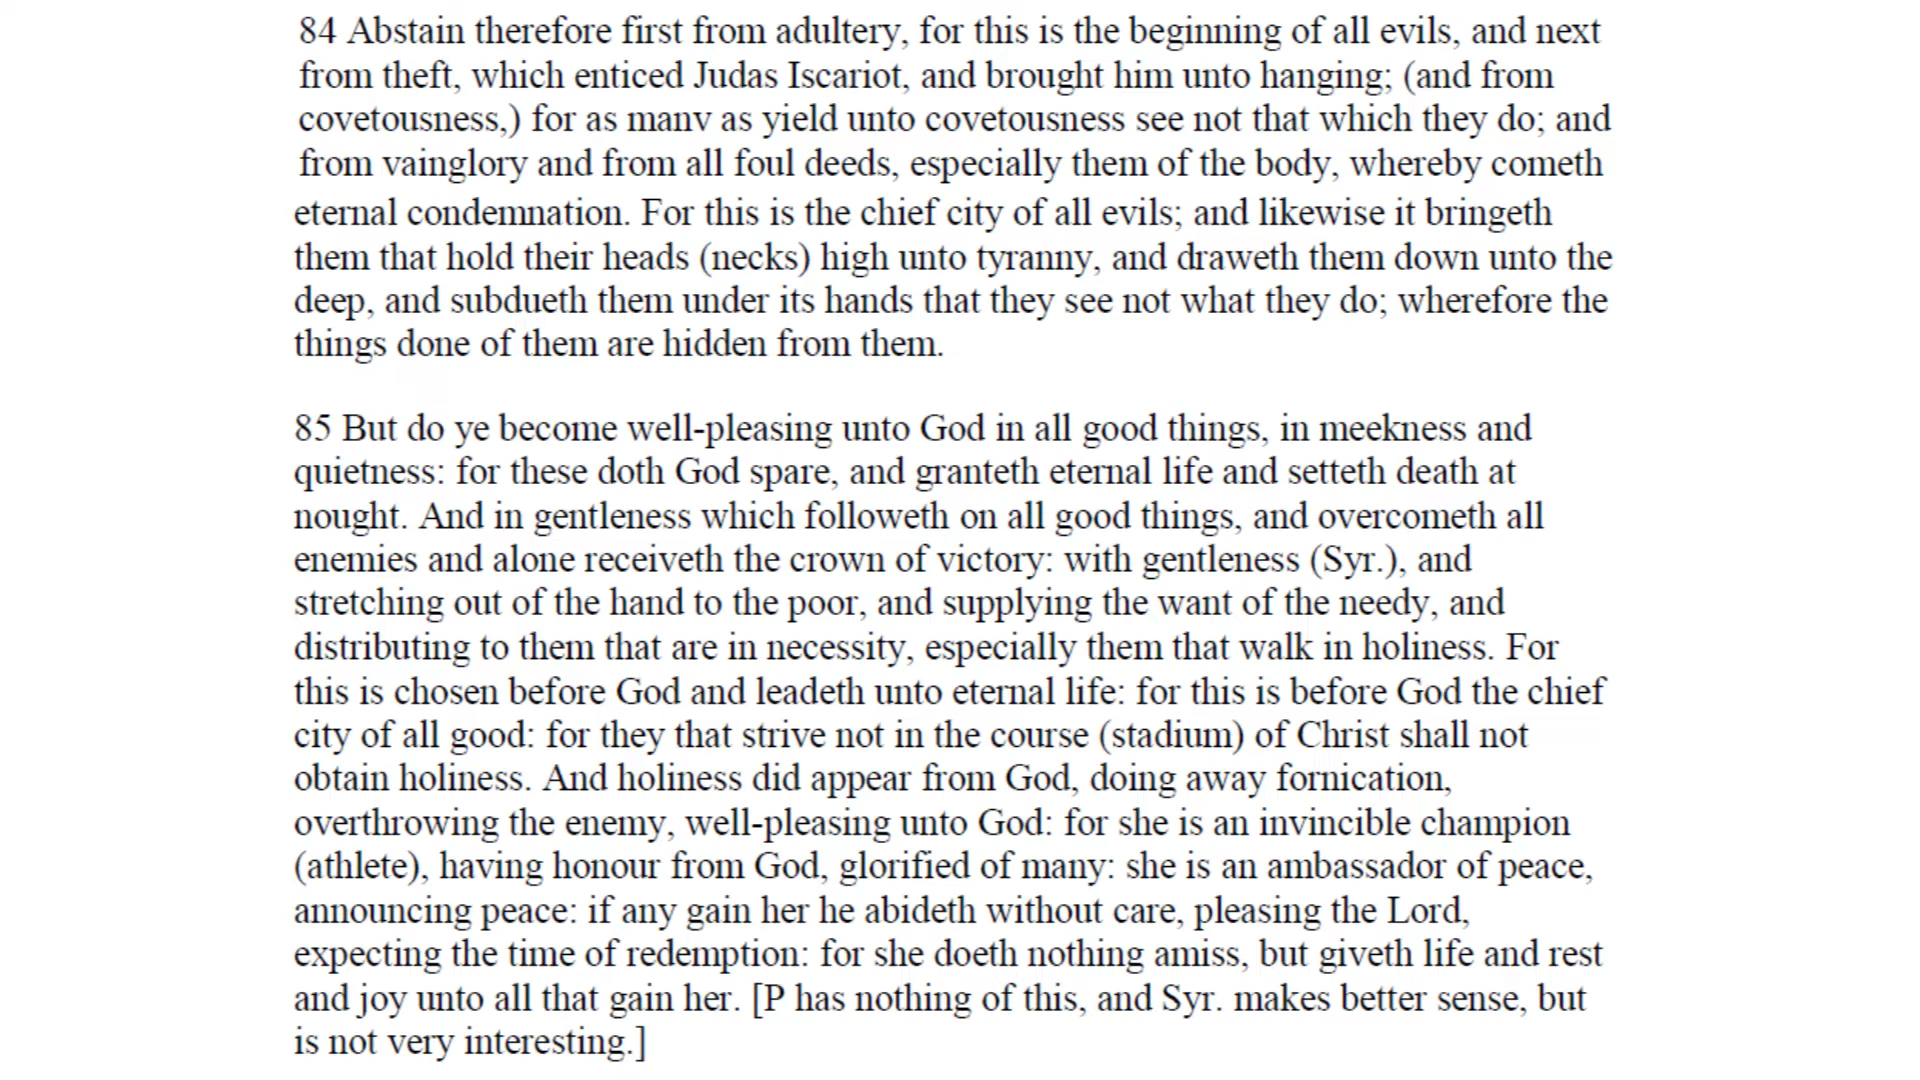 84 Abstain therefore first from adultery, for this is the beginning of all evils, and next
from theft, which enticed Judas Iscariot, and brought him unto hanging; (and from
covetousness,) for as manv as yield unto covetousness see not that which they do; and
from vainglory and from all foul deeds, especially them of the body, whereby cometh
eternal condemnation. For this is the chief city of all evils; and likewise it bringeth
them that hold their heads (necks) high unto tyranny, and draweth them down unto the
deep, and subdueth them under its hands that they see not what they do; wherefore the
things done of them are hidden from them.
85 But do ye become well-pleasing unto God in all good things, in meekness and
quietness: for these doth God spare, and granteth eternal life and setteth death at
nought. And in gentleness which followeth on all good things, and overcometh all
enemies and alone receiveth the crown of victory: with gentleness (Syr.), and
stretching out of the hand to the poor, and supplying the want of the needy, and
distributing to them that are in necessity, especially them that walk in holiness. For
this is chosen before God and leadeth unto eternal life: for this is before God the chief
city of all good: for they that strive not in the course (stadium) of Christ shall not
obtain holiness. And holiness did appear from God, doing away fornication,
overthrowing the enemy, well-pleasing unto God: for she is an invincible champion
(athlete), having honour from God, glorified of many: she is an ambassador of peace,
announcing peace: if any gain her he abideth without care, pleasing the Lord,
expecting the time of redemption: for she doeth nothing amiss, but giveth life and rest
and joy unto all that gain her. [P has nothing of this, and Syr. makes better sense, but
is not very interesting.]